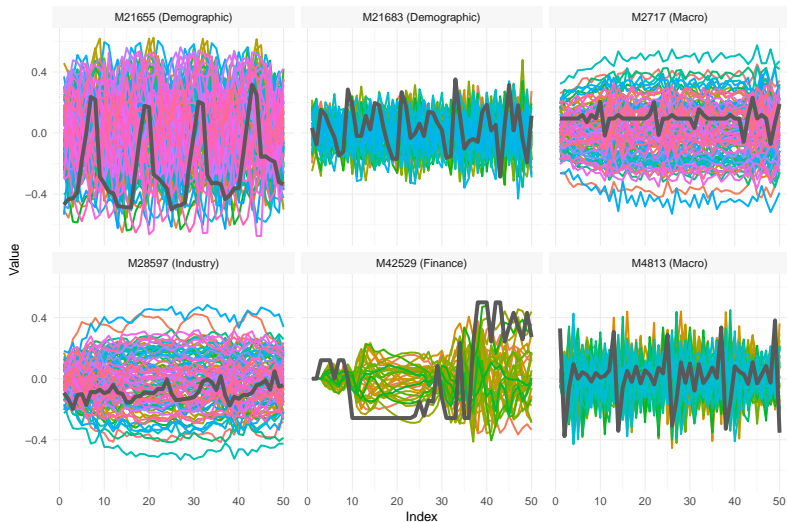 M21655 (Demographic) M21683 (Demographic) M2717 (Macro)
0.4
0.0
−0.4
Value
M28597 (Industry) M42529 (Finance) M4813 (Macro)
0.4
0.0
−0.4
0 10 20 30 40 50 0 10 20 30 40 50 0 10 20 30 40 50
Index